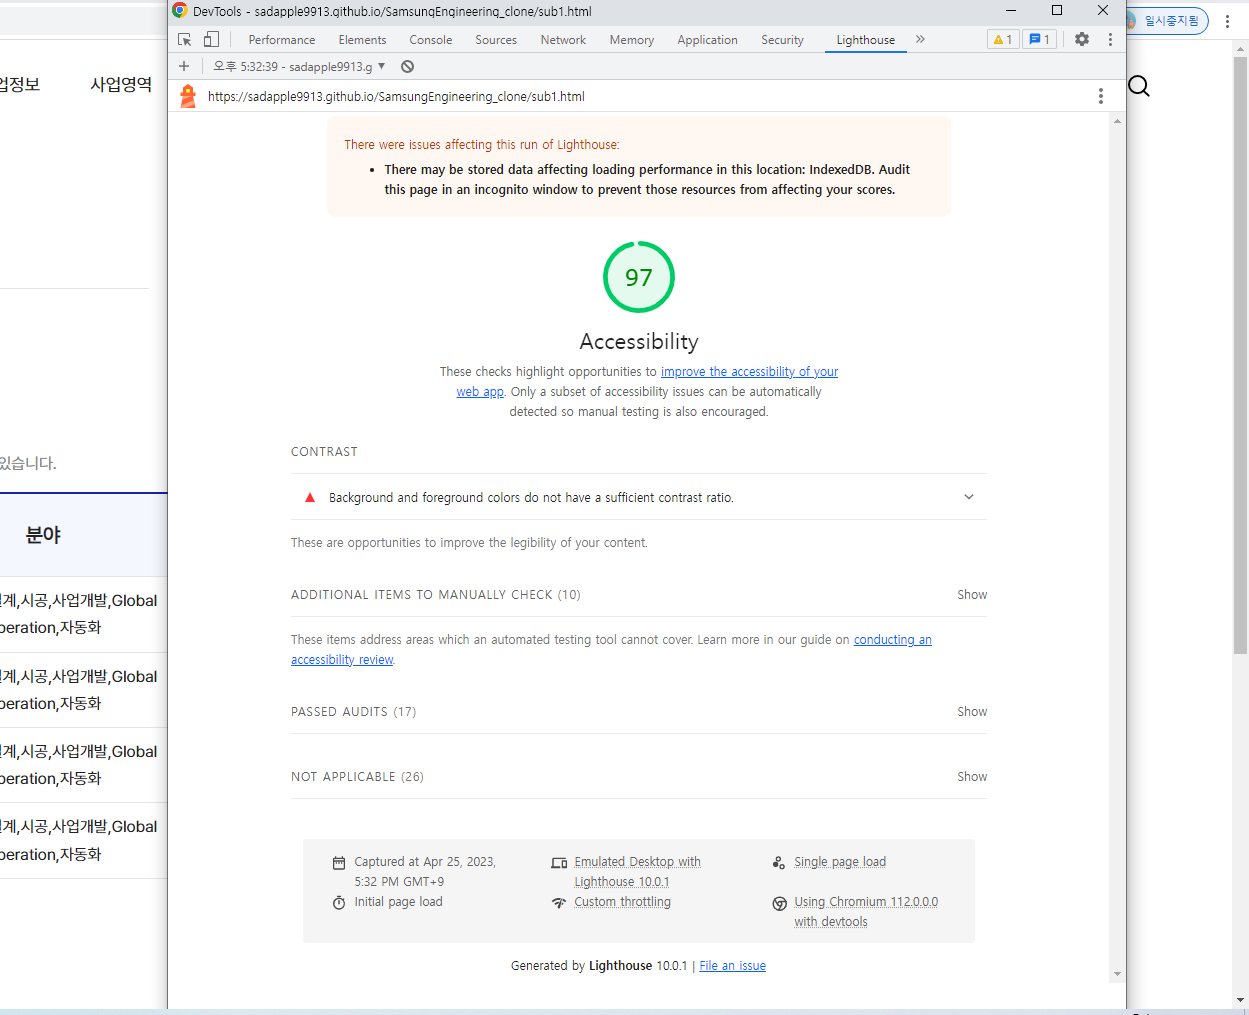 DevTools - sadapple9913.github.io/SamsungEngineering_clone/sub1.html
Performance Elements Console Sources Network Memory Application Security Lighthouse » 1 1
일시중지됨
오후 5:32:39 - sadapple9913.g
업정보 사업영역
https://sadapple9913.github.io/SamsungEngineering_clone/sub1.html
There were issues affecting this run of Lighthouse:
• There may be stored data affecting loading performance in this location: IndexedDB. Audit
this page in an incognito window to prevent those resources from affecting your scores.
97
Accessibility
These checks highlight opportunities to improve the accessibility of your
web app. Only a subset of accessibility issues can be automatically
detected so manual testing is also encouraged.
CONTRAST
있습니다.
Background and foreground colors do not have a sufficient contrast ratio.
분야
These are opportunities to improve the legibility of your content.
ADDITIONAL ITEMS TO MANUALLY CHECK (10) Show
계,시공,사업개발,Global
peration,자동화
These items address areas which an automated testing tool cannot cover. Learn more in our guide on conducting an
accessibility review.
계,시공,사업개발,Global
peration,자동화
PASSED AUDITS (17) Show
계,시공,사업개발,Global
peration,자동화
NOT APPLICABLE (26) Show
계,시공,사업개발,Global
peration,자동화
Captured at Apr 25, 2023,
5:32 PM GMT+9
Initial page load
Emulated Desktop with
Lighthouse 10.0.1
Custom throttling
Single page load
Using Chromium 112.0.0.0
with devtools
Generated by Lighthouse 10.0.1 | File an issue